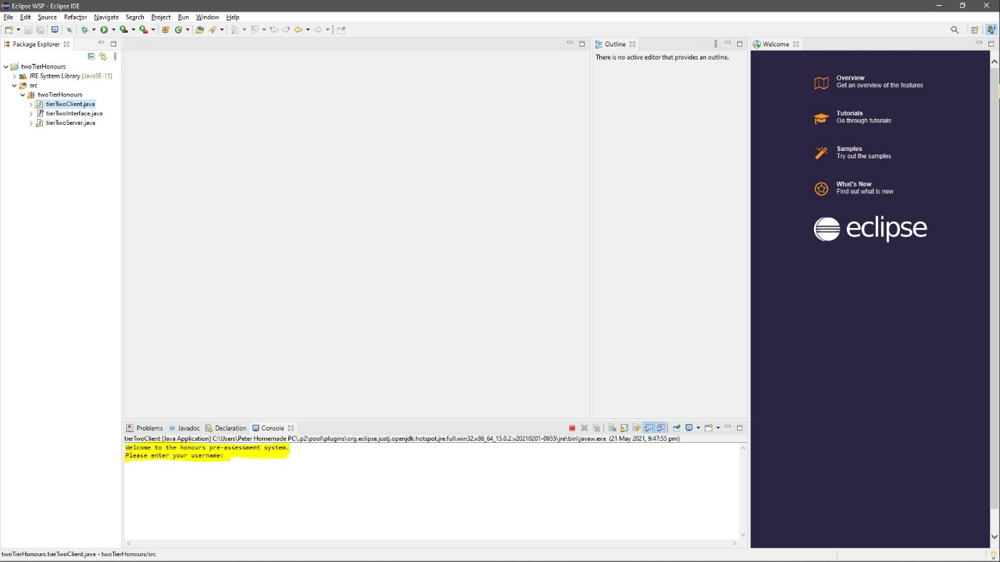 Eclipse WSP - Eclipse IDE
File Edit Source Refactor Navigate Search Project Run Window Help
Package Explorer
twoTierHonours
JRE System Library [JavaSE-15]
src
twoTierHonours
tierTwoClient.java
tierTwoInterface.java
tierTwoServer.java
Outline
There is no active editor that provides an outline.
Welcome
Overview
Get an overview of the features
Tutorials
Go through tutorials
Samples
Try out the samples
What's New
Find out what is new
eclipse
Problems @ Javadoc Declaration Console
tierTwoClient [Java Application] C:\Users\Peter Homemade PC\.p2\pool\plugins\org.eclipse.justj.openjdk.hotspot.jre.full.win32.x86_64_15.0.2.v20210201-0955\jre\bin\javaw.exe (21 May 2021, 9:47:55 pm)
Welcome to the honours pre-assessment system.
Please enter your username:
twoTierHonours.tierTwoClient.java - twoTierHonours/src